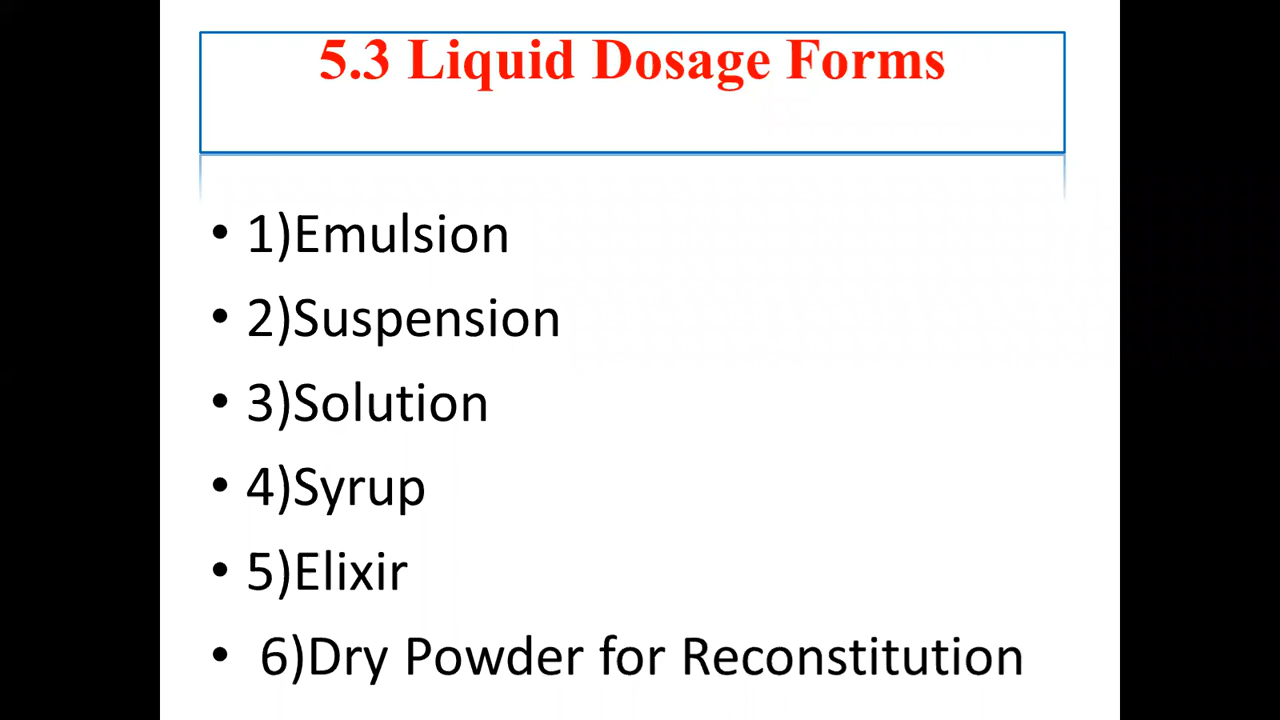 5.3 Liquid Dosage Forms
• 1)Emulsion
• 2)Suspension
• 3)Solution
• 4)Syrup
• 5)Elixir
• 6)Dry Powder for Reconstitution